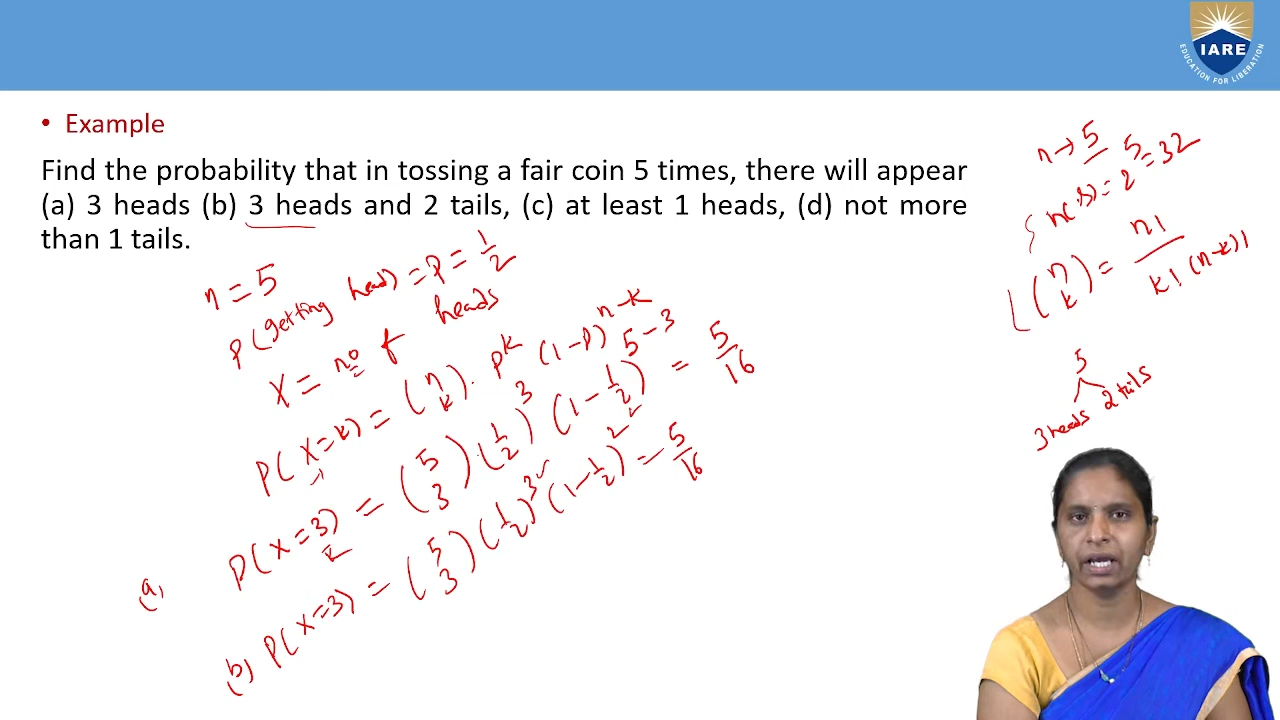 IARE
EDUCATION FOR LIBERATION
• Example
Find the probability that in tossing a fair coin 5 times, there will appear
(a) 3 heads (b) 3 heads and 2 tails, (c) at least 1 heads, (d) not more
than 1 tails.
n = 5
P(getting head) = P = 1/2
X = no of heads
P(X=k) = (n k) . p^k (1-p)^n-k
(a) P(X=3) = (5 3) . (1/2)^3 (1 - 1/2)^5-3 = 5/16
k
(b) P(X=3) = (5 3) (1/2)^3 (1 - 1/2)^2 = 5/16
n → 5
n(s) = 2^5 = 32
(n k) = n! / k! (n-k)!
5
3 heads 2 tails